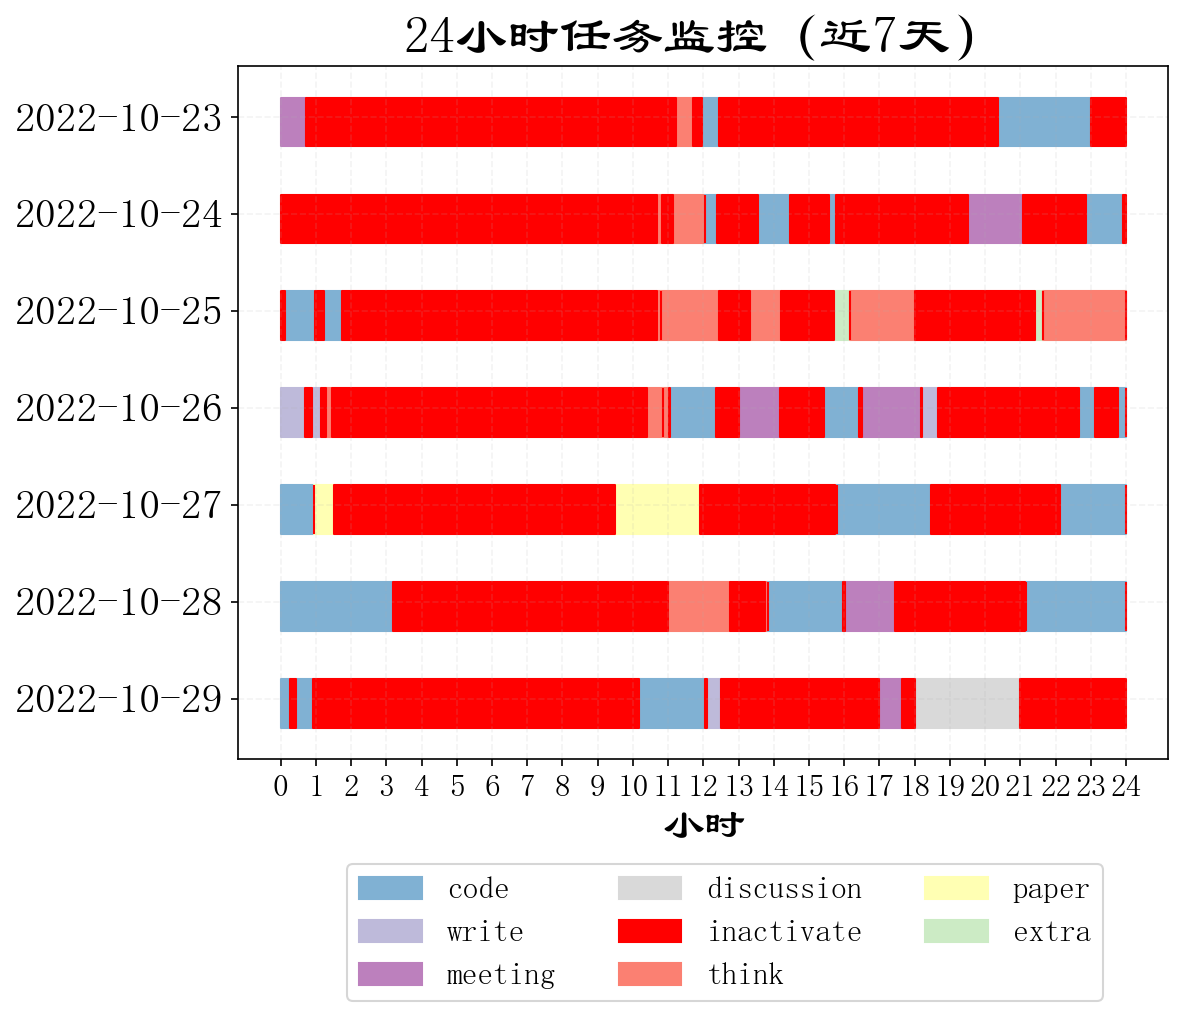 24小时任务监控 (近7天)
2022-10-23
2022-10-24
2022-10-25
2022-10-26
2022-10-27
2022-10-28
2022-10-29
0 1 2 3 4 5 6 7 8 9 10 11 12 13 14 15 16 17 18 19 20 21 22 23 24
小时
code discussion paper
write inactivate extra
meeting think